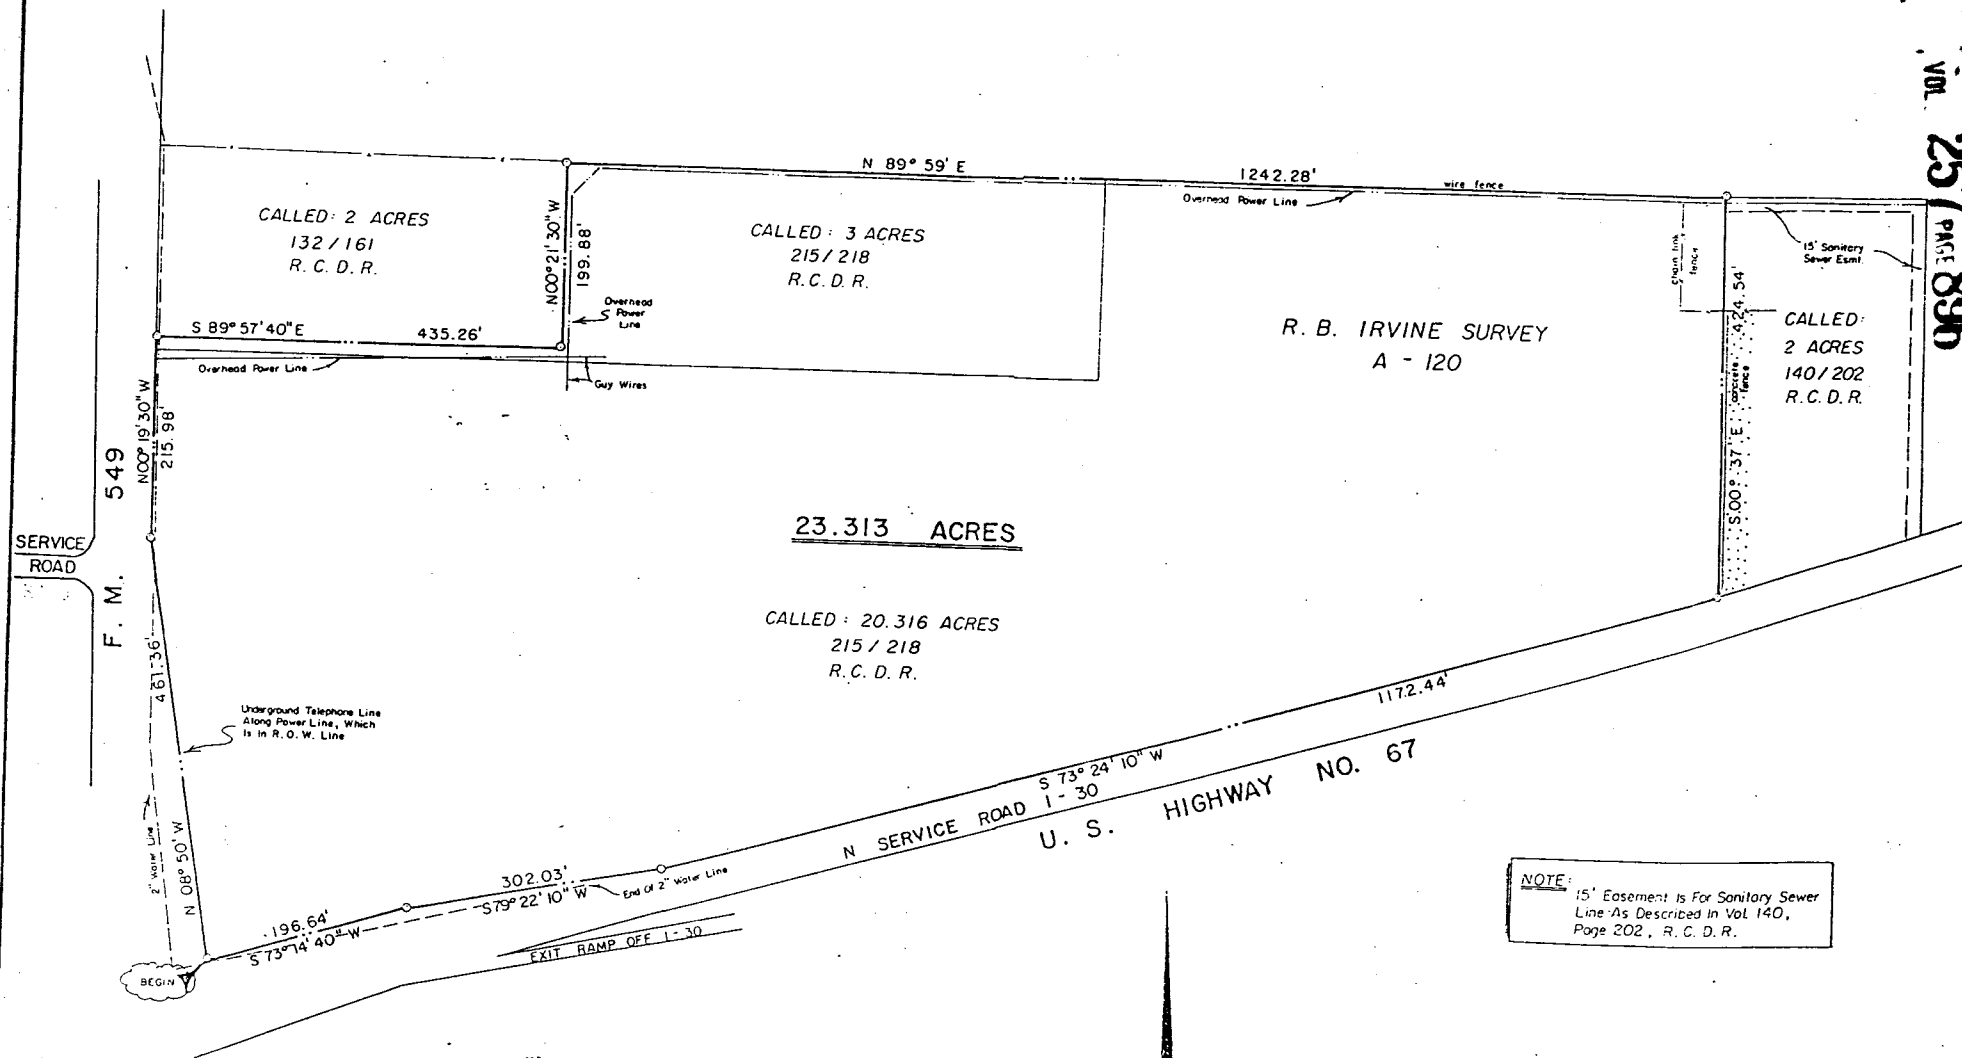 VOL 257 PAGE 896
N 89° 59' E
1242.28'
wire fence
Overhead Power Line
CALLED: 2 ACRES
132 / 161
R. C. D. R.
N00° 21' 30" W
199.88'
CALLED : 3 ACRES
215 / 218
R. C. D. R.
Overhead
Power
Line
chain link
fence
15' Sanitary
Sewer Esmt.
R. B. IRVINE SURVEY
A - 120
S 00° 37' E
424.54'
concrete
fence
CALLED:
2 ACRES
140 / 202
R. C. D. R.
S 89° 57' 40" E
435.26'
Overhead Power Line
Guy Wires
N00° 19' 30" W
215.98'
F. M. 549
SERVICE
ROAD
23.313 ACRES
CALLED : 20.316 ACRES
215 / 218
R. C. D. R.
461.36'
N 08° 50' W
Underground Telephone Line
Along Power Line, Which
Is In R. O. W. Line
2" Water Line
1172.44'
S 73° 24' 10" W
N SERVICE ROAD I - 30
U. S. HIGHWAY NO. 67
302.03'
S79° 22' 10" W
End Of 2" Water Line
196.64'
S 73° 14' 40" W
EXIT RAMP OFF I - 30
BEGIN
NOTE:
15' Easement Is For Sanitary Sewer
Line As Described In Vol. 140,
Page 202, R. C. D. R.